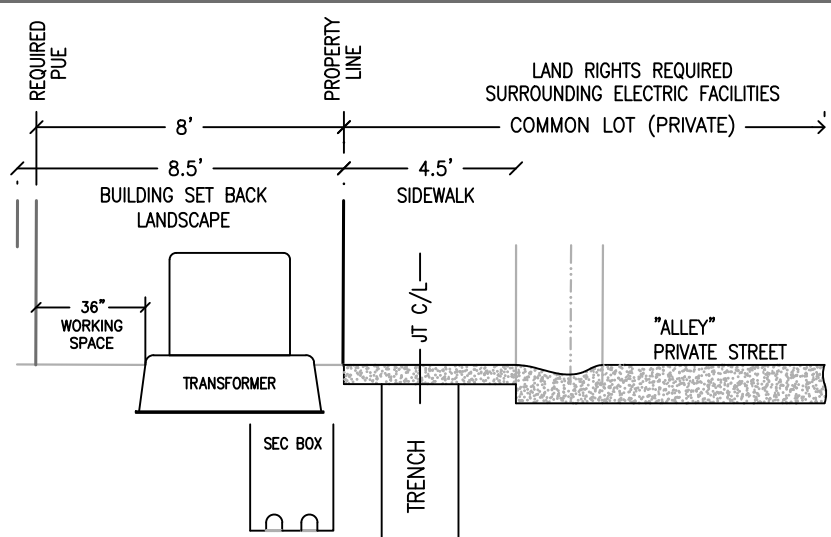 REQUIRED
PUE
PROPERTY
LINE
LAND RIGHTS REQUIRED
SURROUNDING ELECTRIC FACILITIES
8'
COMMON LOT (PRIVATE)
8.5'
4.5'
BUILDING SET BACK
LANDSCAPE
SIDEWALK
36"
WORKING
SPACE
JT C/L
"ALLEY"
PRIVATE STREET
TRANSFORMER
SEC BOX
TRENCH